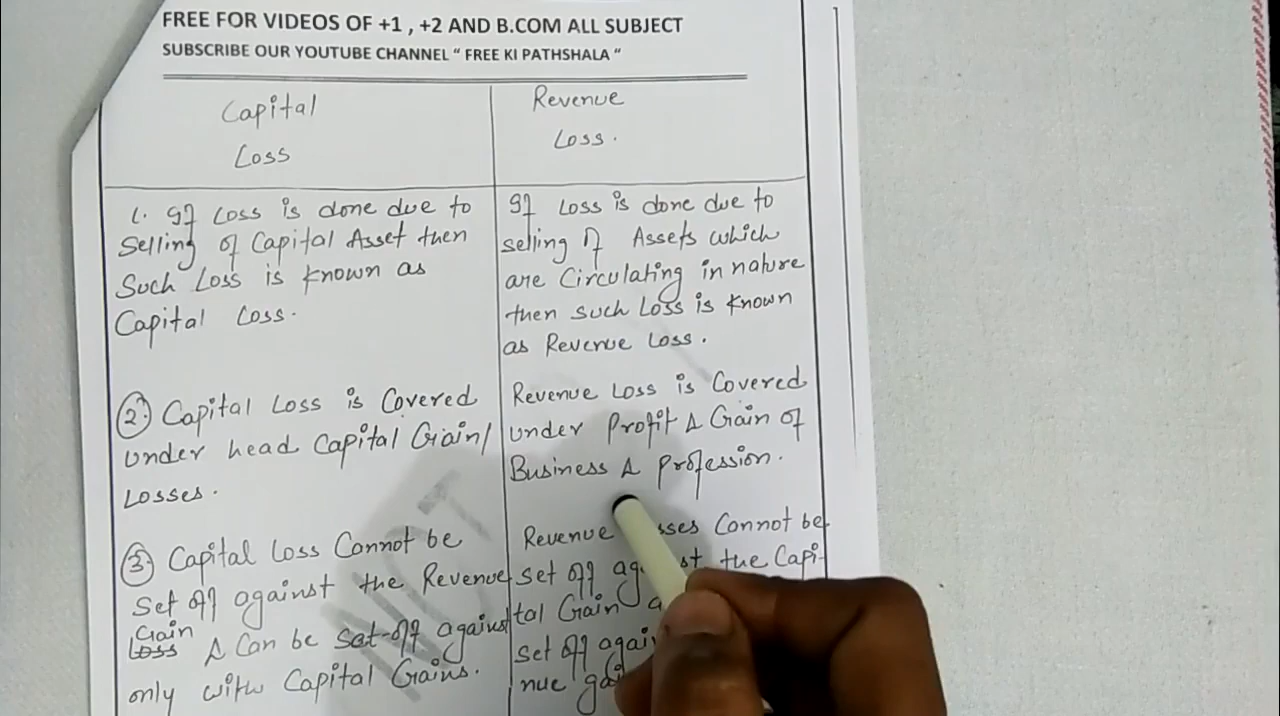 FREE FOR VIDEOS OF +1 , +2 AND B.COM ALL SUBJECT
SUBSCRIBE OUR YOUTUBE CHANNEL “ FREE KI PATHSHALA “
Capital
Loss
Revenue
Loss.
1. If Loss is done due to
Selling of Capital Asset then
Such Loss is known as
Capital Loss.
If Loss is done due to
selling of Assets which
are Circulating in nature
then such Loss is known
as Revenue Loss.
2. Capital Loss is Covered
under head Capital Gain/
Losses.
Revenue Loss is Covered
under Profit & Gain of
Business & Profession.
3. Capital Loss Cannot be
Set off against the Revenue
Gain
Loss & Can be Set-off against
only with Capital Gains.
Revenue Cannot be
set off the Capi-
tal Gain
set off
nue
NOT